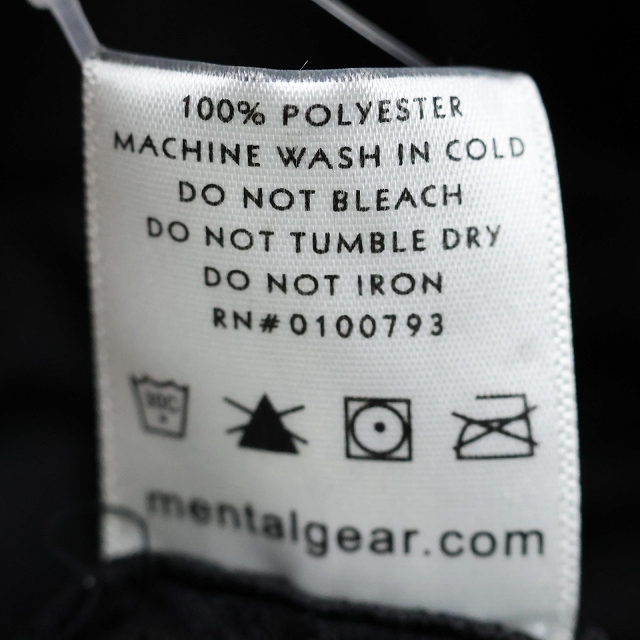 100% POLYESTER
MACHINE WASH IN COLD
DO NOT BLEACH
DO NOT TUMBLE DRY
DO NOT IRON
RN#0100793
mentalgear.com